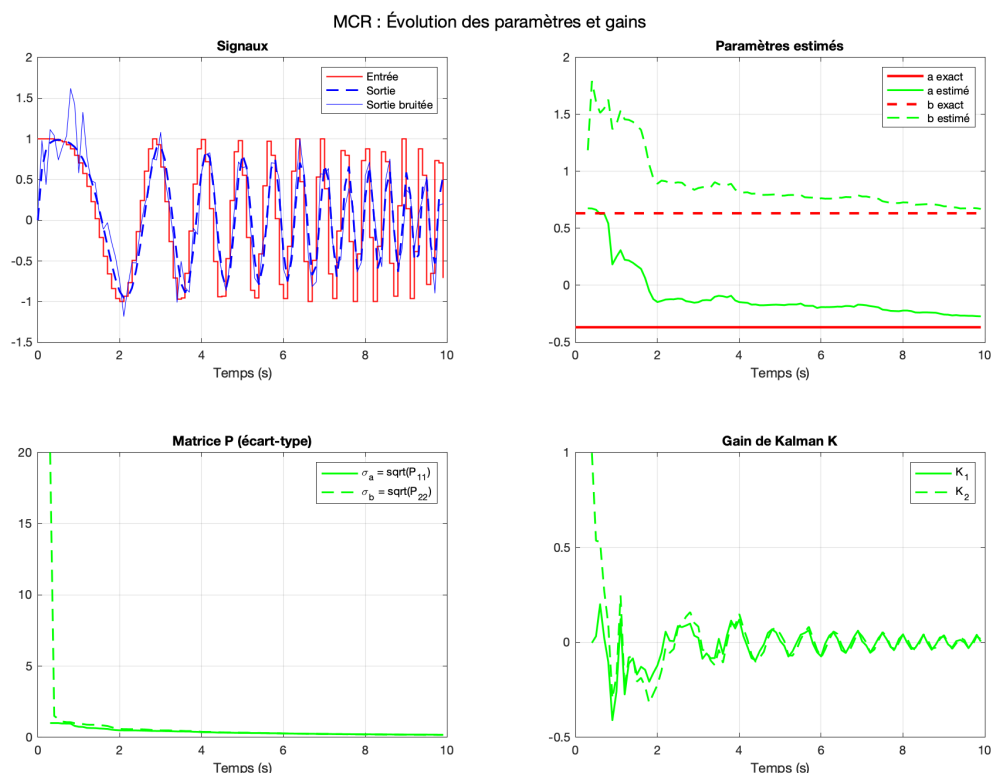 MCR : Évolution des paramètres et gains
Signaux
2
1.5
1
0.5
0
-0.5
-1
-1.5
0
2
4
6
8
10
Temps (s)
Entrée
Sortie
Sortie bruitée
Paramètres estimés
2
1.5
1
0.5
0
-0.5
0
2
4
6
8
10
Temps (s)
a exact
a estimé
b exact
b estimé
Matrice P (écart-type)
20
15
10
5
0
0
2
4
6
8
10
Temps (s)
σa = sqrt(P11)
σb = sqrt(P22)
Gain de Kalman K
1
0.5
0
-0.5
0
2
4
6
8
10
Temps (s)
K1
K2